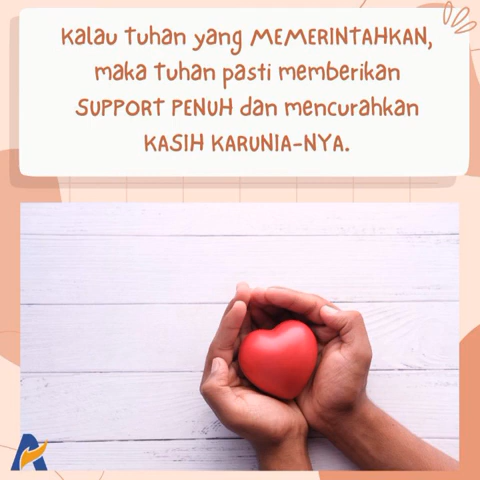 Kalau Tuhan yang MEMERINTAHKAN,
maka Tuhan pasti memberikan
SUPPORT PENUH dan mencurahkan
KASIH KARUNIA-NYA.